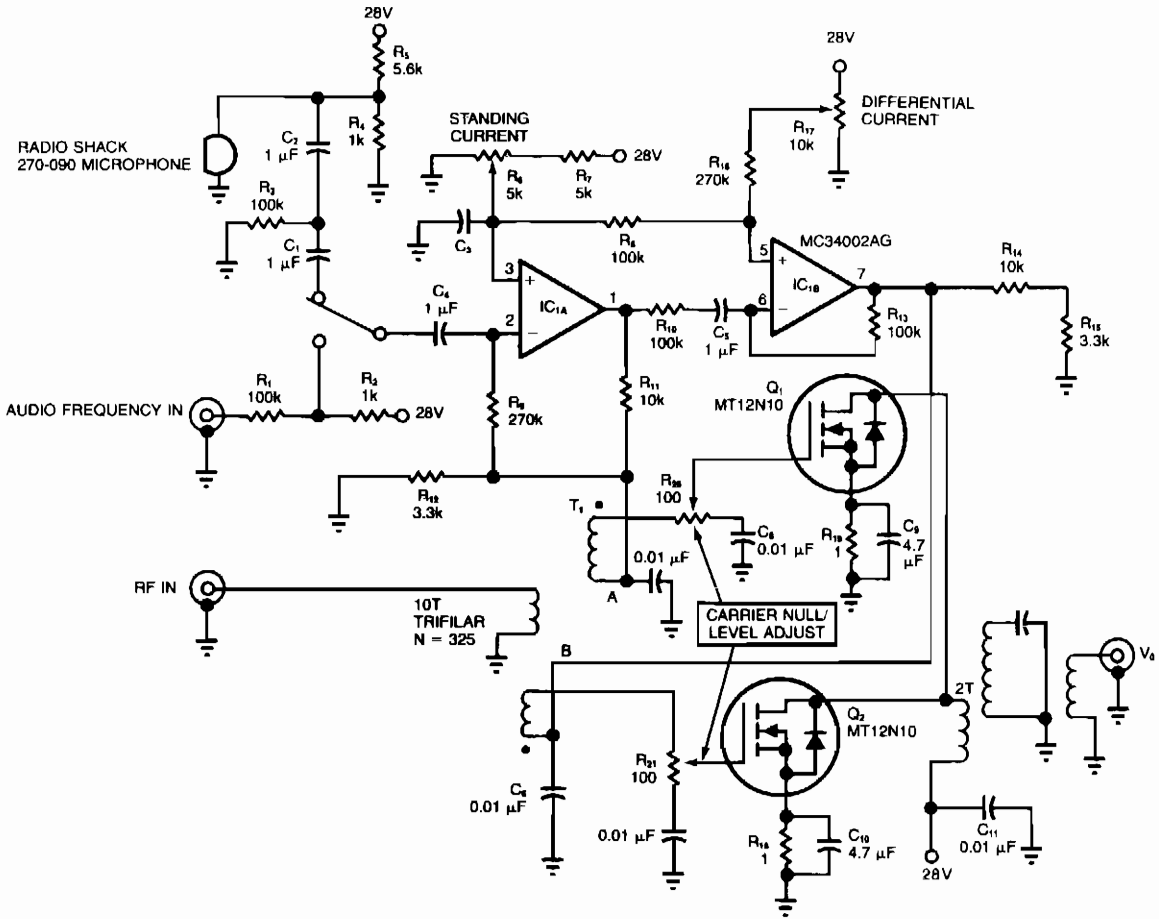 28V
R5
5.6k
RADIO SHACK
270-090 MICROPHONE
C2
1 µF
R4
1k
R3
100k
C1
1 µF
STANDING
CURRENT
R6
5k
R7
5k
28V
28V
DIFFERENTIAL
CURRENT
R17
10k
R16
270k
C3
R8
100k
MC34002AG
3
+
IC1A
1
2
−
C4
1 µF
R10
100k
C5
1 µF
5
+
IC1B
7
6
−
R13
100k
R14
10k
R15
3.3k
AUDIO FREQUENCY IN
R1
100k
R2
1k
28V
R9
270k
R11
10k
R12
3.3k
Q1
MT12N10
T1
R20
100
C8
0.01 µF
0.01 µF
A
R19
1
C9
4.7
µF
RF IN
10T
TRIFILAR
N = 325
CARRIER NULL/
LEVEL ADJUST
B
Q2
MT12N10
2T
R21
100
C6
0.01 µF
0.01 µF
R18
1
C10
4.7 µF
C11
0.01 µF
28V